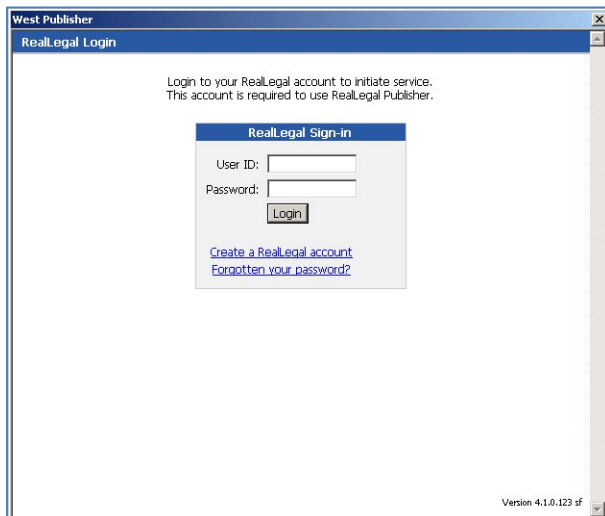 West Publisher
RealLegal Login
Login to your RealLegal account to initiate service.
This account is required to use RealLegal Publisher.
RealLegal Sign-in
User ID:
Password:
Login
Create a RealLegal account
Forgotten your password?
Version 4.1.0.123 sf